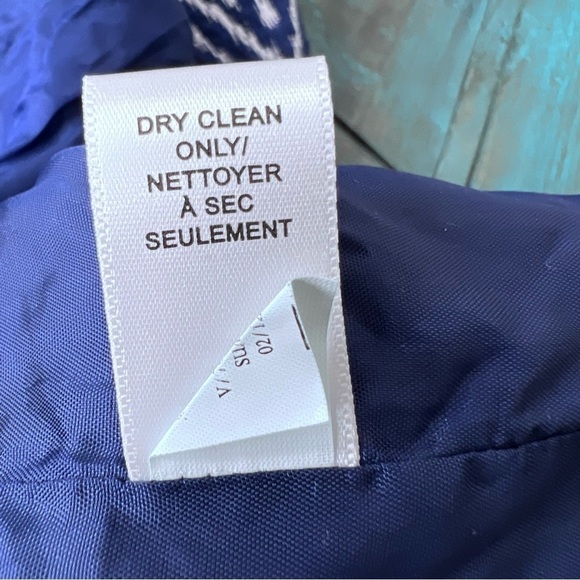 DRY CLEAN
ONLY/
NETTOYER
À SEC
SEULEMENT